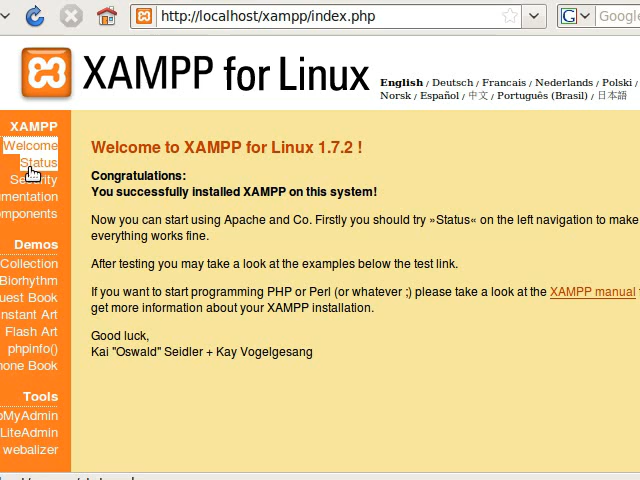 http://localhost/xampp/index.php
Google
XAMPP for Linux
English / Deutsch / Francais / Nederlands / Polski /
Norsk / Español / 中文 / Português (Brasil) / 日本語
XAMPP
Welcome
Status
Security
mentation
mponents
Demos
Collection
Biorhythm
uest Book
nstant Art
Flash Art
phpinfo()
hone Book
Tools
MyAdmin
LiteAdmin
webalizer
Welcome to XAMPP for Linux 1.7.2 !
Congratulations:
You successfully installed XAMPP on this system!
Now you can start using Apache and Co. Firstly you should try »Status« on the left navigation to make
everything works fine.
After testing you may take a look at the examples below the test link.
If you want to start programming PHP or Perl (or whatever ;) please take a look at the XAMPP manual
get more information about your XAMPP installation.
Good luck,
Kai "Oswald" Seidler + Kay Vogelgesang